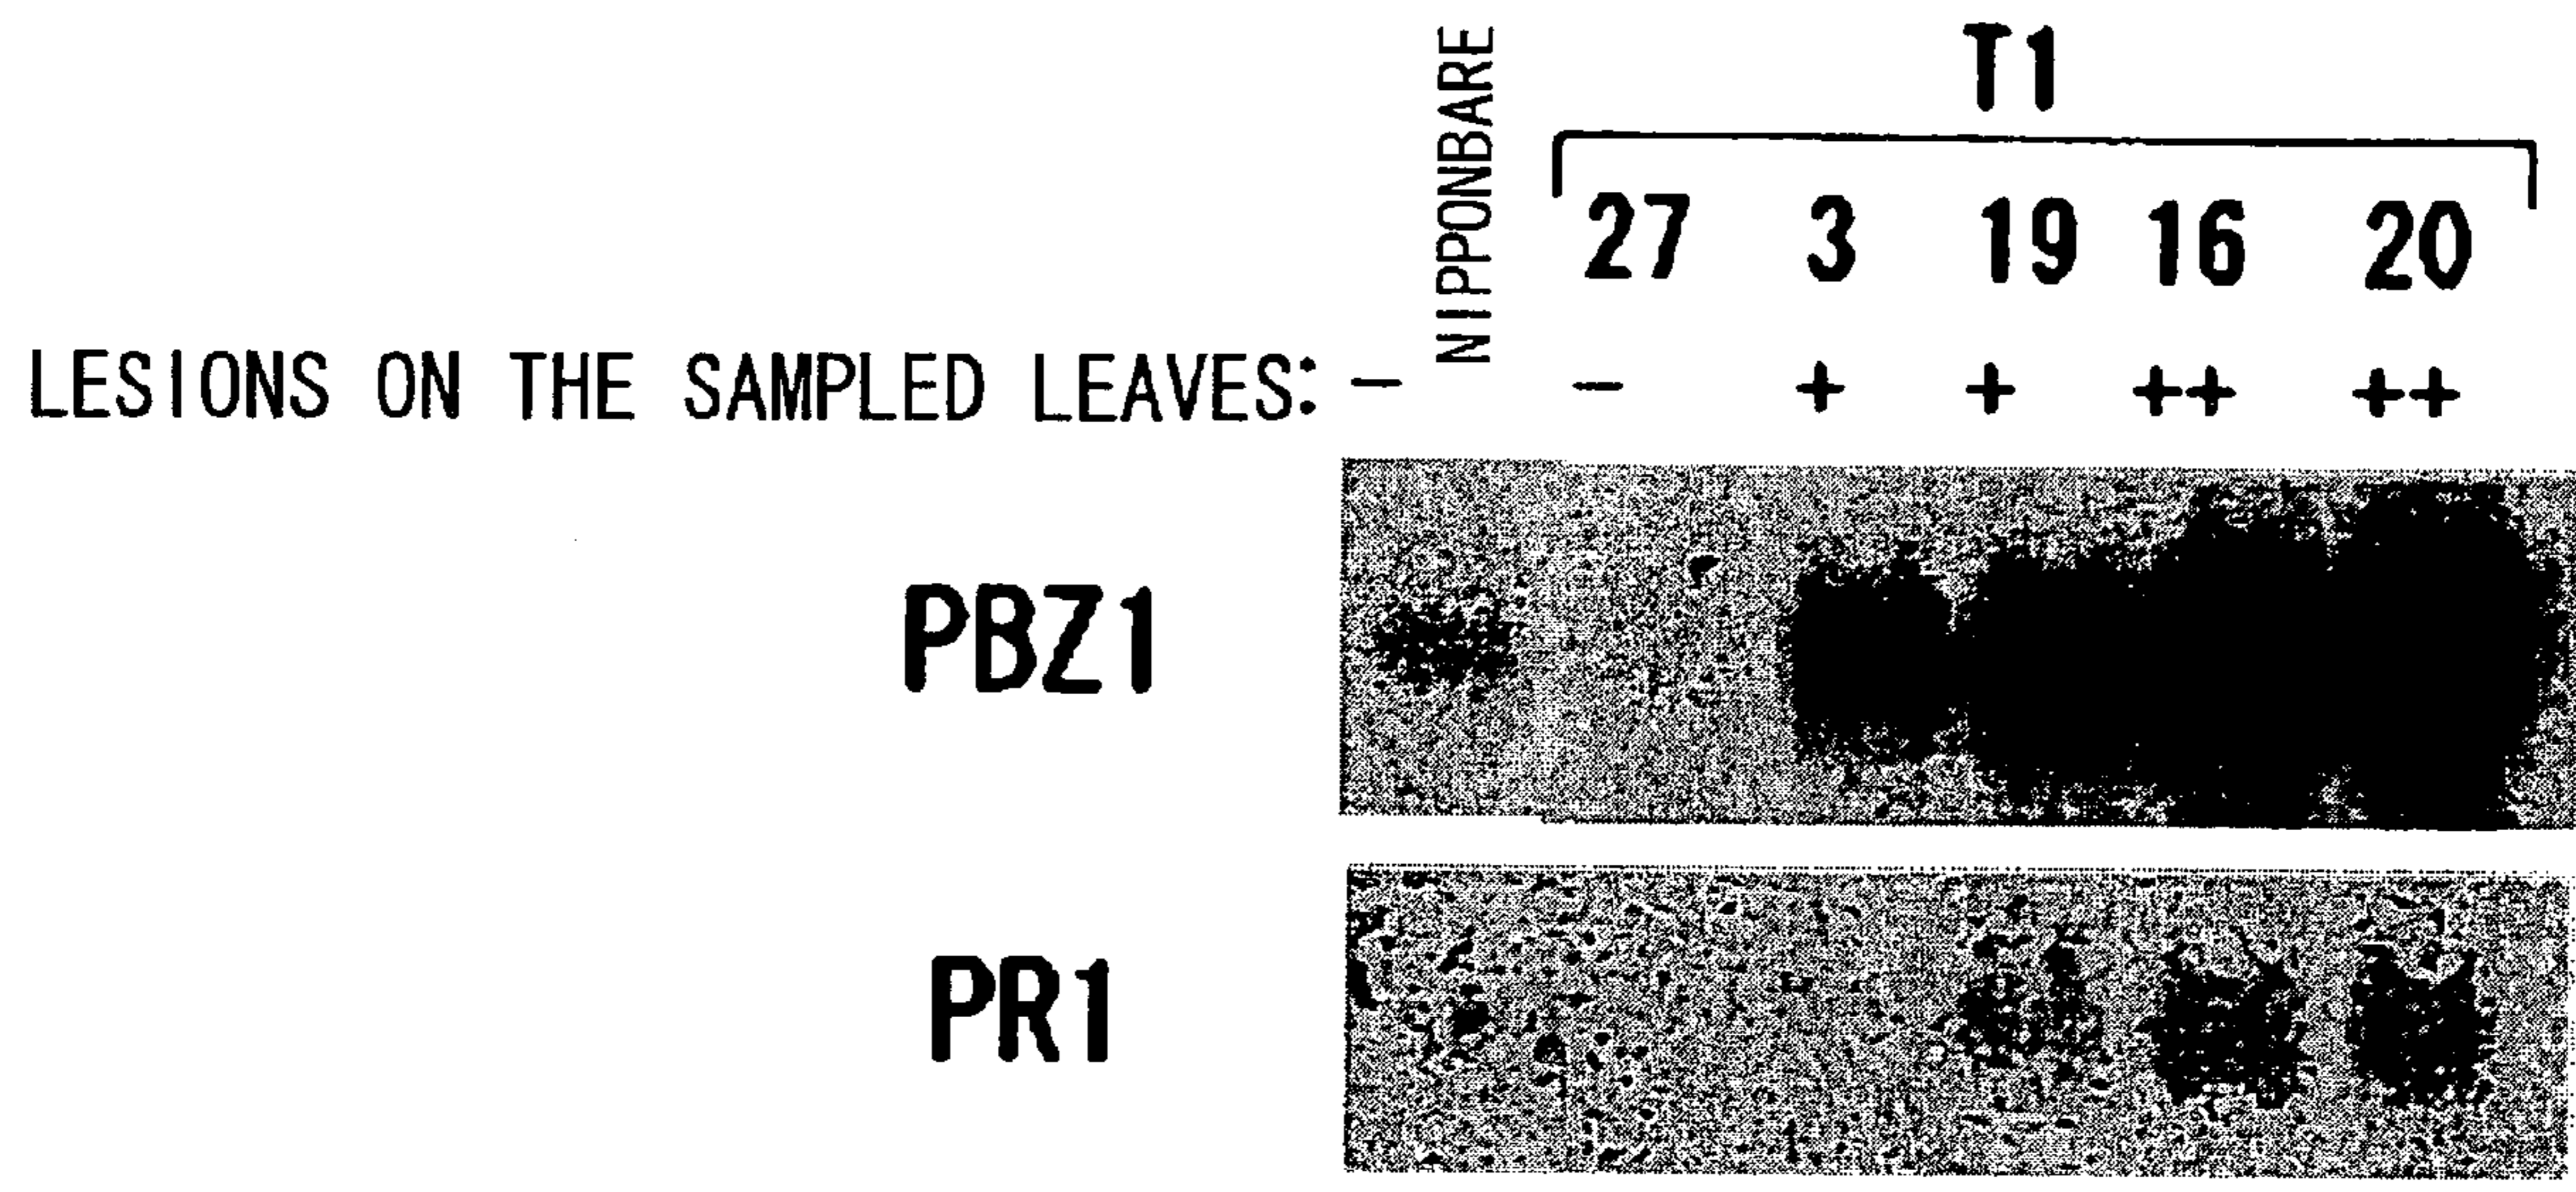 NIPPONBARE
T1
27 3 19 16 20
LESIONS ON THE SAMPLED LEAVES: - - + + ++ ++
PBZ1
PR1